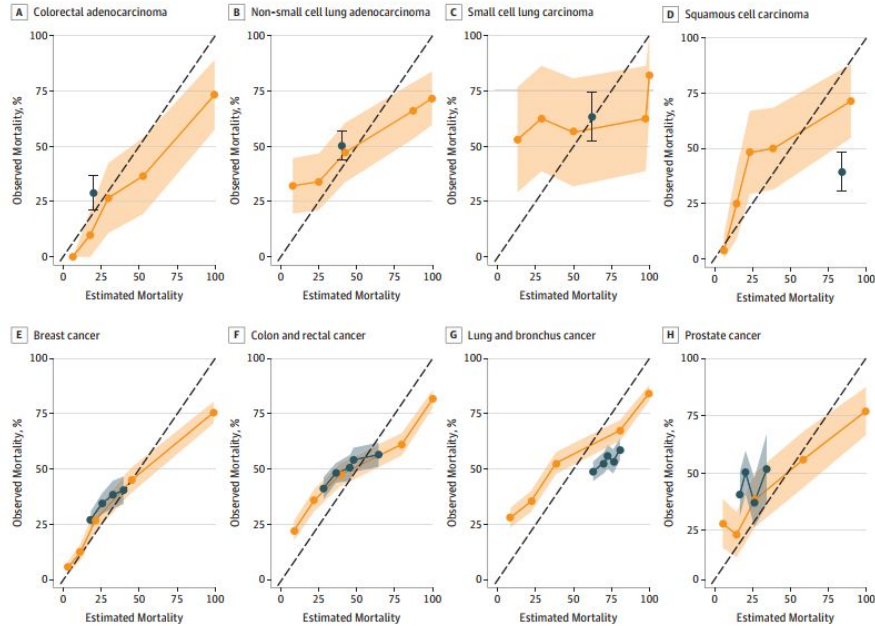 A Colorectal adenocarcinoma
100
75
50
25
0
Observed Mortality, %
0 25 50 75 100
Estimated Mortality
B Non-small cell lung adenocarcinoma
100
75
50
25
0
Observed Mortality, %
0 25 50 75 100
Estimated Mortality
C Small cell lung carcinoma
100
75
50
25
0
Observed Mortality, %
0 25 50 75 100
Estimated Mortality
D Squamous cell carcinoma
100
75
50
25
0
Observed Mortality, %
0 25 50 75 100
Estimated Mortality
E Breast cancer
100
75
50
25
0
Observed Mortality, %
0 25 50 75 100
Estimated Mortality
F Colon and rectal cancer
100
75
50
25
0
Observed Mortality, %
0 25 50 75 100
Estimated Mortality
G Lung and bronchus cancer
100
75
50
25
0
Observed Mortality, %
0 25 50 75 100
Estimated Mortality
H Prostate cancer
100
75
50
25
0
Observed Mortality, %
0 25 50 75 100
Estimated Mortality